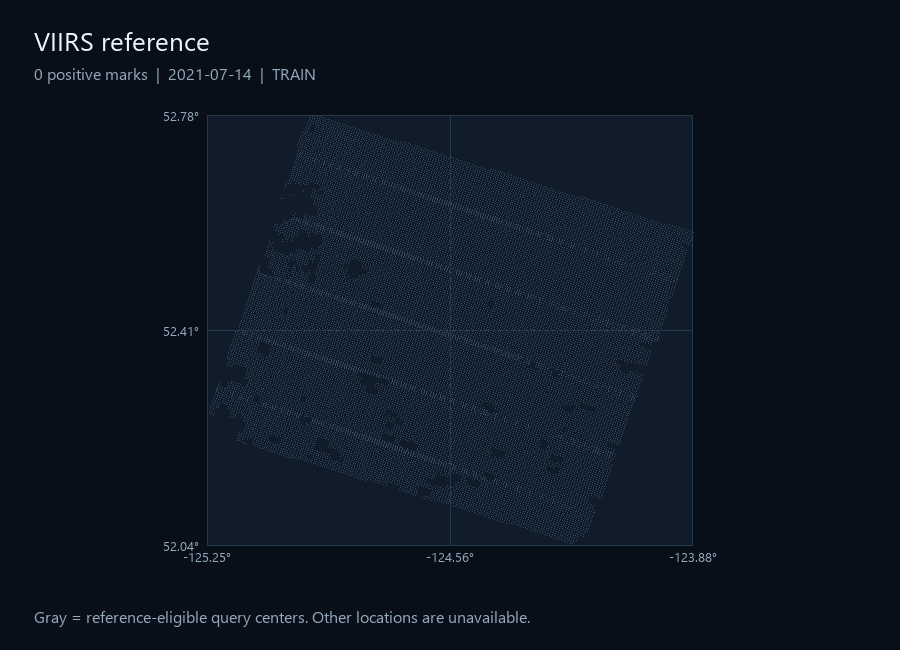 VIIRS reference
0 positive marks | 2021-07-14 | TRAIN
52.78°
52.41°
52.04°
-125.25°
-124.56°
-123.88°
Gray = reference-eligible query centers. Other locations are unavailable.